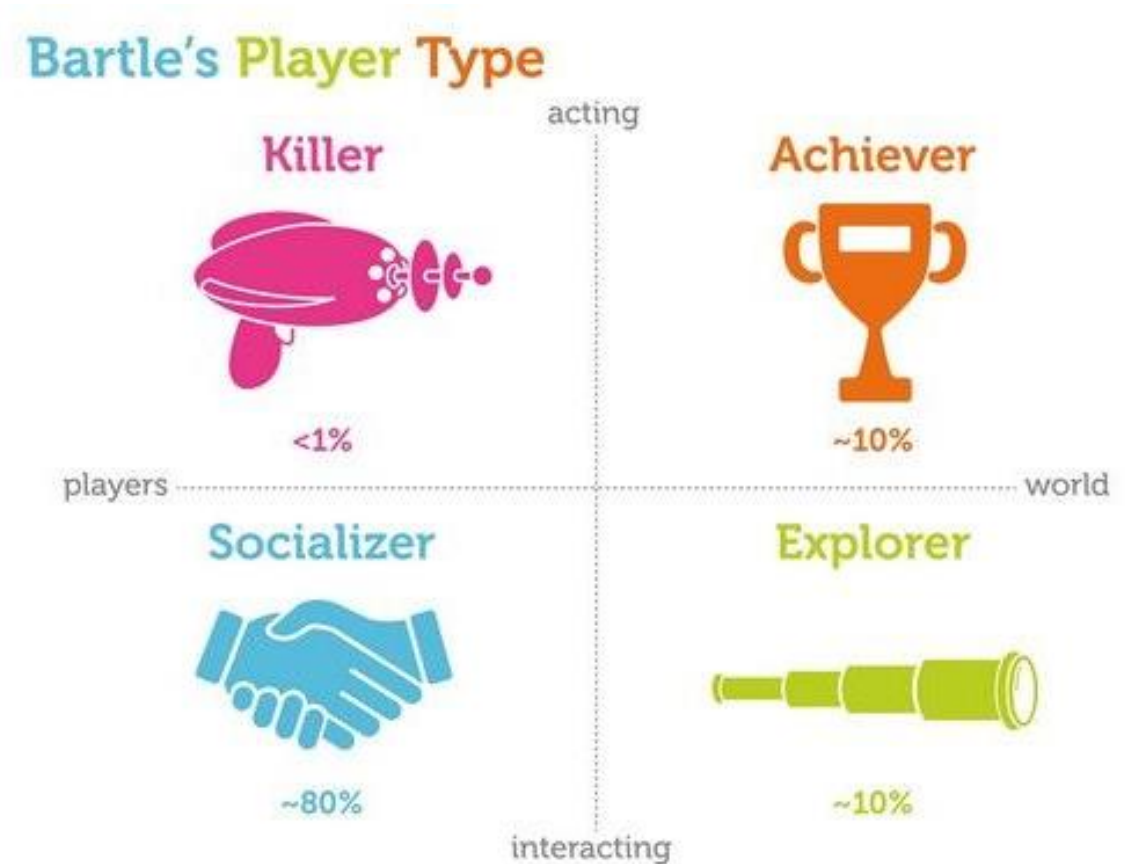 Bartle's Player Type
acting
Killer
Achiever
<1%
~10%
players
world
Socializer
Explorer
~80%
~10%
interacting